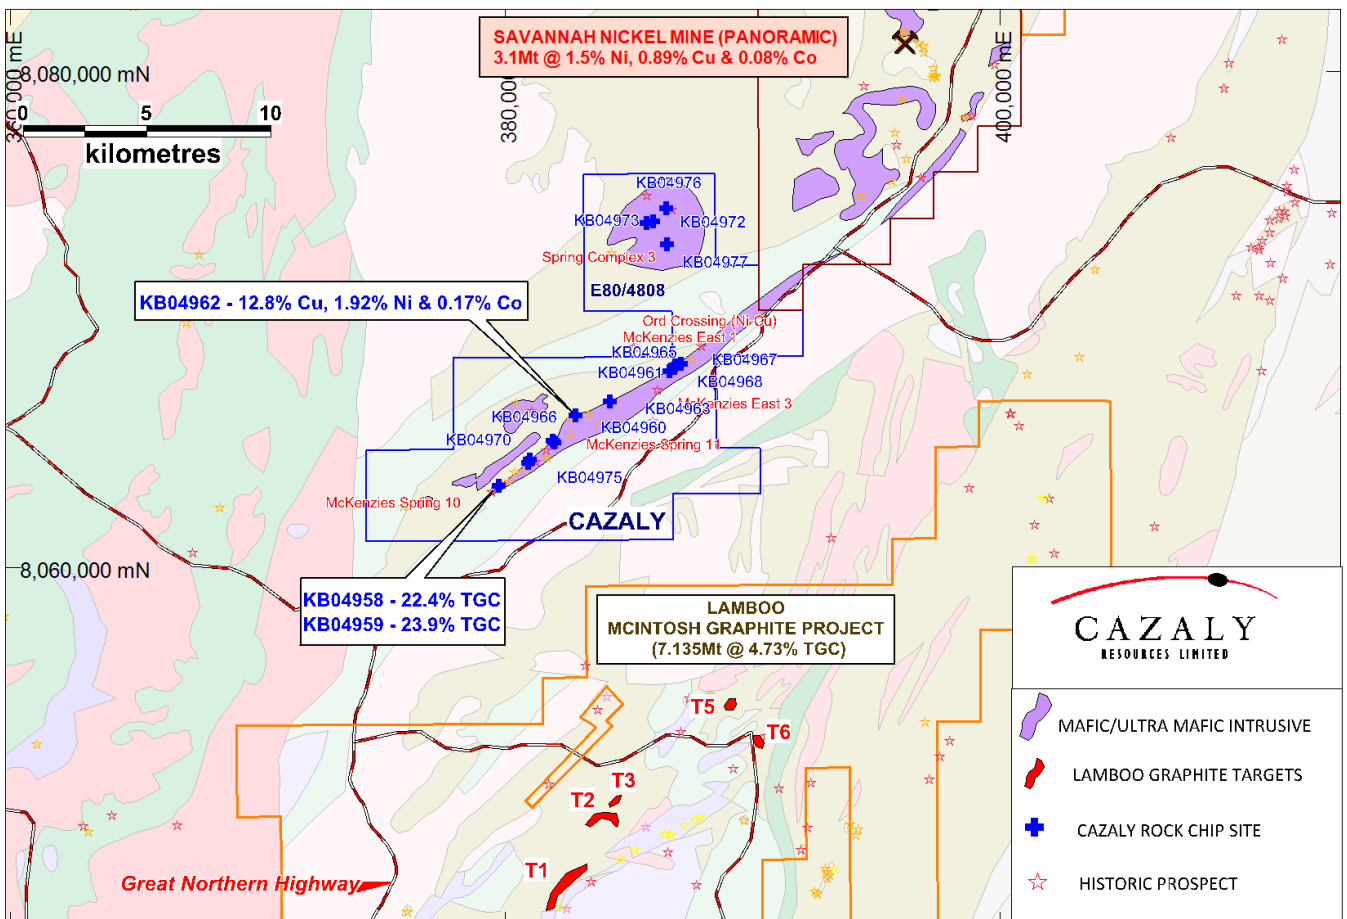 SAVANNAH NICKEL MINE (PANORAMIC)
3.1Mt @ 1.5% Ni, 0.89% Cu & 0.08% Co
360,000 mE
8,080,000 mN
380,000
400,000 mE
0 5 10
kilometres
KB04976
KB04973
KB04972
Spring Complex 3
KB04977
E80/4808
KB04962 - 12.8% Cu, 1.92% Ni & 0.17% Co
Ord Crossing (Ni-Cu)
McKenzies East 1
KB04965
KB04967
KB04961
KB04968
McKenzies East 3
KB04963
KB04966
KB04960
KB04970
McKenzies Spring 11
KB04975
McKenzies Spring 10
CAZALY
8,060,000 mN
KB04958 - 22.4% TGC
KB04959 - 23.9% TGC
LAMBOO
MCINTOSH GRAPHITE PROJECT
(7.135Mt @ 4.73% TGC)
T5
T6
T3
T2
T1
Great Northern Highway
CAZALY
RESOURCES LIMITED
MAFIC/ULTRA MAFIC INTRUSIVE
LAMBOO GRAPHITE TARGETS
CAZALY ROCK CHIP SITE
HISTORIC PROSPECT